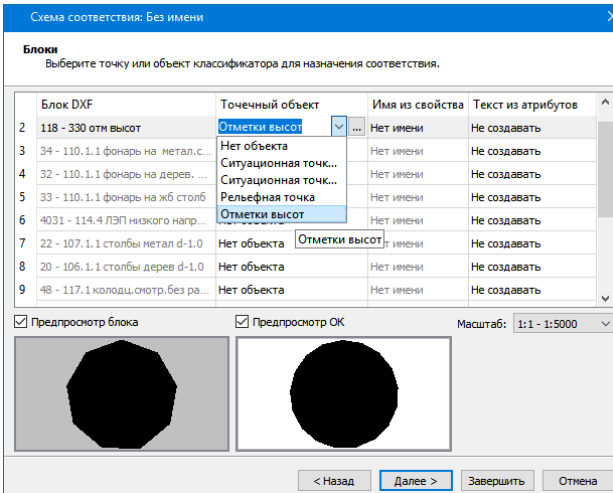 Схема соответствия: Без имени
Блоки
Выберите точку или объект классификатора для назначения соответствия.
Блок DXF Точечный объект Имя из свойства Текст из атрибутов
2 118 - 330 отм высот Отметки высот ... Нет имени Не создавать
Нет объекта
Ситуационная точк...
Ситуационная точк...
Рельефная точка
Отметки высот
3 34 - 110.1.1 фонарь на метал.с... Нет имени Не создавать
4 32 - 110.1.1 фонарь на дерев. ... Нет имени Не создавать
5 33 - 110.1.1 фонарь на жб столб Нет имени Не создавать
6 4031 - 114.4 ЛЭП низкого напр... Нет имени Не создавать
7 22 - 107.1.1 столбы метал d-1.0 Нет объекта Отметки высот Не создавать
8 20 - 106.1.1 столбы дерев d-1.0 Нет объекта Нет имени Не создавать
9 48 - 117.1 колодц.смотр.без ра... Нет объекта Нет имени Не создавать
Предпросмотр блока Предпросмотр ОК Масштаб: 1:1 - 1:5000
< Назад Далее > Завершить Отмена